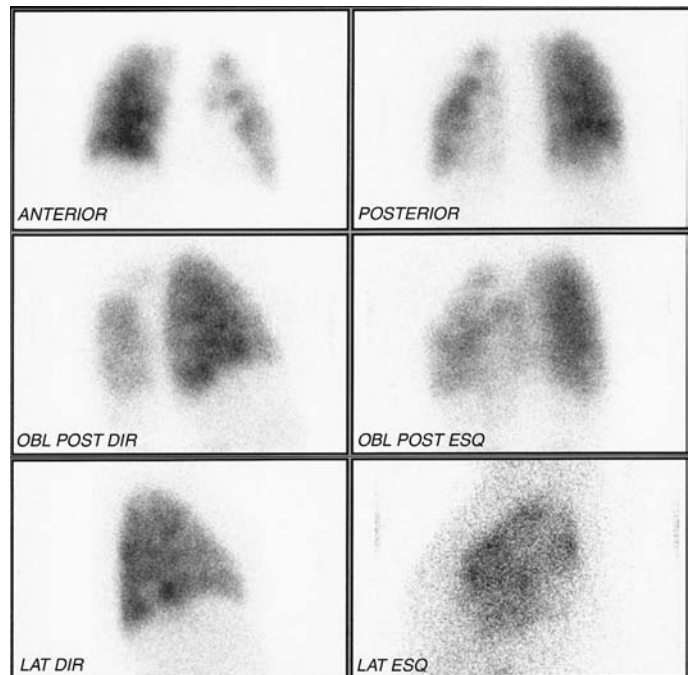 ANTERIOR
POSTERIOR
OBL POST DIR
OBL POST ESQ
LAT DIR
LAT ESQ